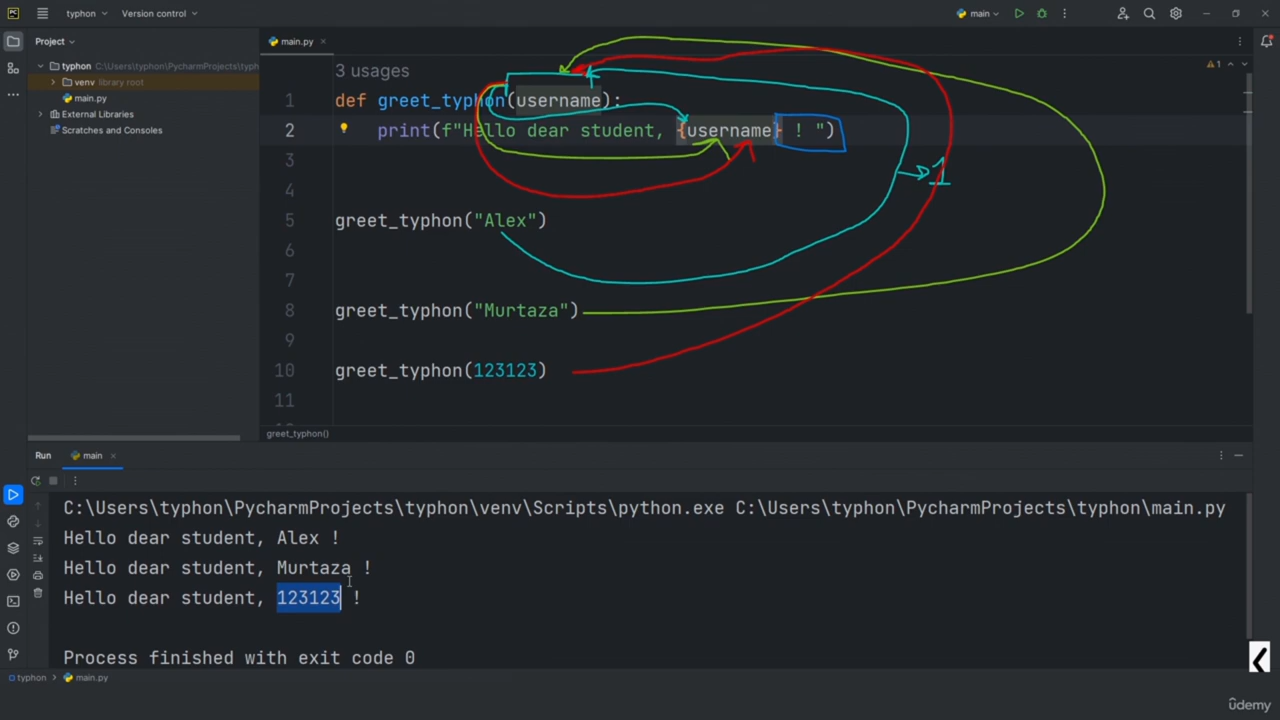 PC typhon Version control main
Project main.py
typhon C:\Users\typhon\PycharmProjects\typh
3 usages
1
venv library root
1 def greet_typhon(username):
main.py
External Libraries
2 print(f"Hello dear student, {username} ! ")
Scratches and Consoles
3
1
4
5 greet_typhon("Alex")
6
7
8 greet_typhon("Murtaza")
9
10 greet_typhon(123123)
11
greet_typhon()
Run main
C:\Users\typhon\PycharmProjects\typhon\venv\Scripts\python.exe C:\Users\typhon\PycharmProjects\typhon\main.py
Hello dear student, Alex !
Hello dear student, Murtaza !
Hello dear student, 123123 !
Process finished with exit code 0
typhon > main.py
ûdemy